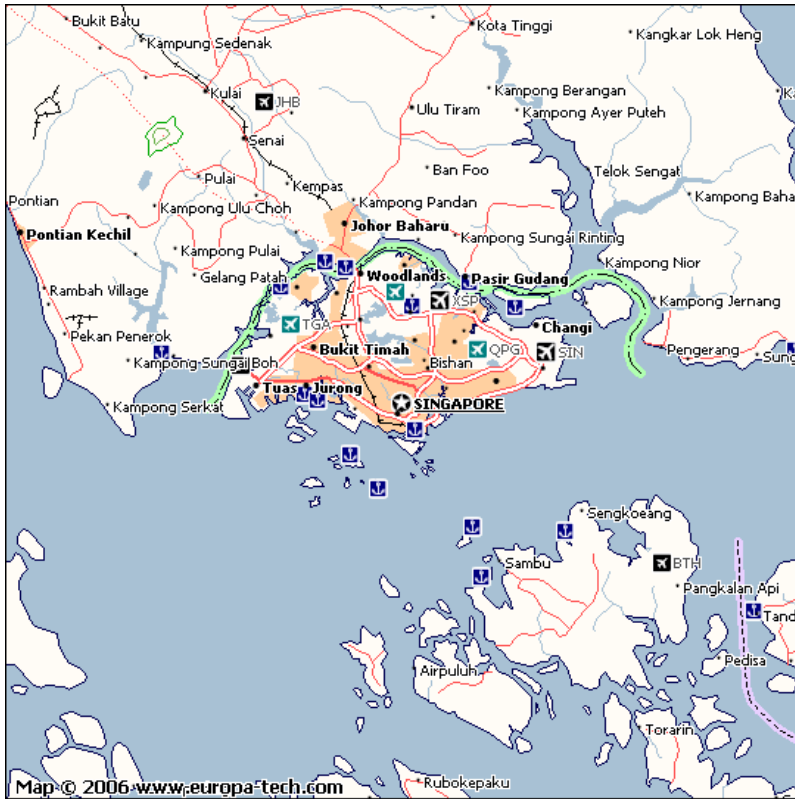 Bukit Batu
Kota Tinggi
Kangkar Lok Heng
Kampung Sedenak
Kulai
JHB
Kampong Berangan
Ulu Tiram
Kampong Ayer Puteh
Senai
Ban Foo
Telok Sengat
Pulai
Kempas
Kampong Baha
Pontian
Kampong Ulu Choh
Kampong Pandan
Johor Baharu
Pontian Kechil
Kampong Sungai Rinting
Kampong Pulai
Kampong Nior
Gelang Patah
Woodlands
Pasir Gudang
Rambah Village
XSP
Kampong Jernang
TGA
Changi
Pekan Penerok
Bukit Timah
QPG
SIN
Pengerang
Sung
Kampong Sungai Boh
Bishan
Tuas
Jurong
Kampong Serkat
SINGAPORE
Sengkoeang
Sambu
BTH
Pangkalan Api
Tand
Pedisa
Airpuluh
Torarin
Rubokepaku
Map © 2006 www.europa-tech.com